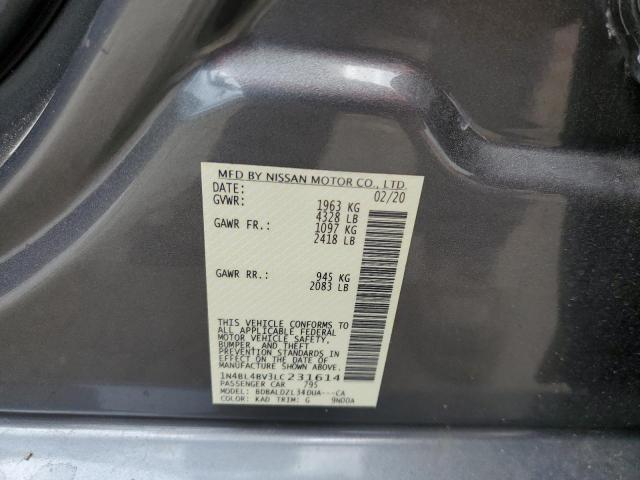 MFD BY NISSAN MOTOR CO., LTD
DATE: 02/20
GVWR: 1963 KG
4328 LB
GAWR FR.: 1097 KG
2418 LB
GAWR RR.: 945 KG
2083 LB
THIS VEHICLE CONFORMS TO
ALL APPLICABLE FEDERAL
MOTOR VEHICLE SAFETY,
BUMPER, AND THEFT
PREVENTION STANDARDS IN
EFFECT ON THE DATE OF
MANUFACTURE SHOWN ABOVE.
1N4BL4BV3LC231614
PASSENGER CAR 795
MODEL: BDBALDZL34DUA---CA
COLOR: KAD TRIM: G 9N00A